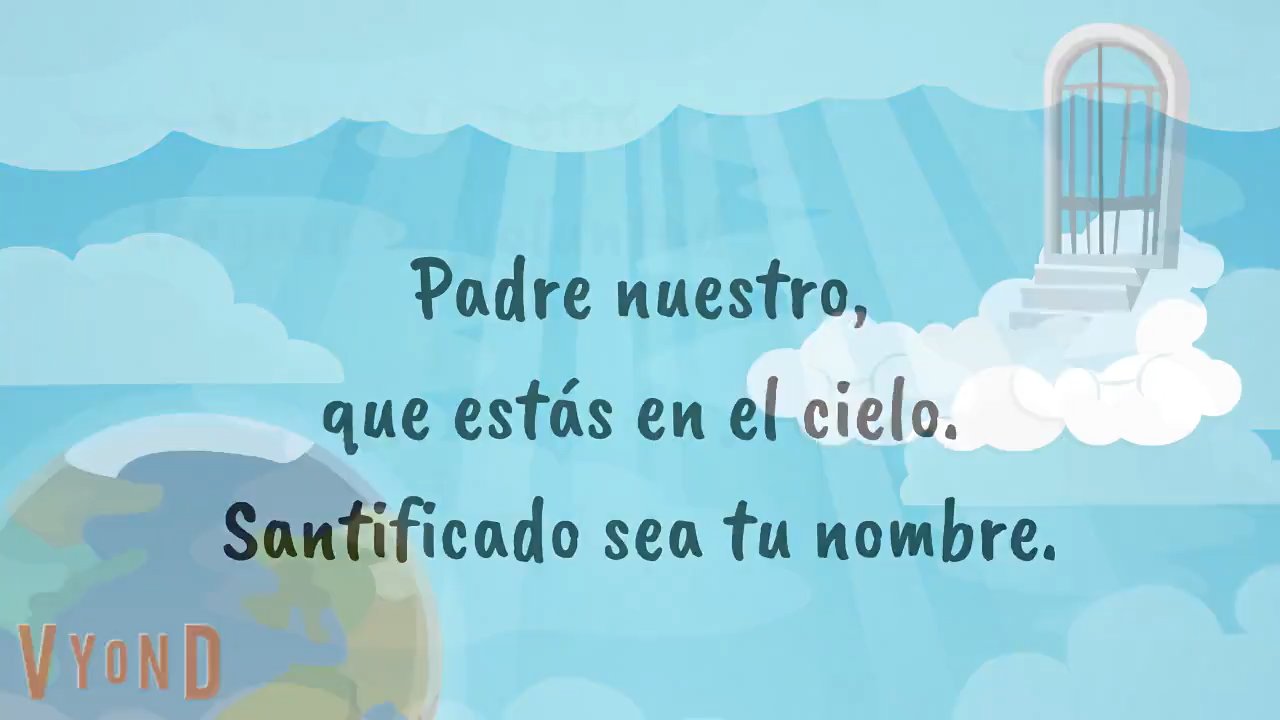 Padre nuestro,
que estás en el cielo.
Santificado sea tu nombre.
VYOND